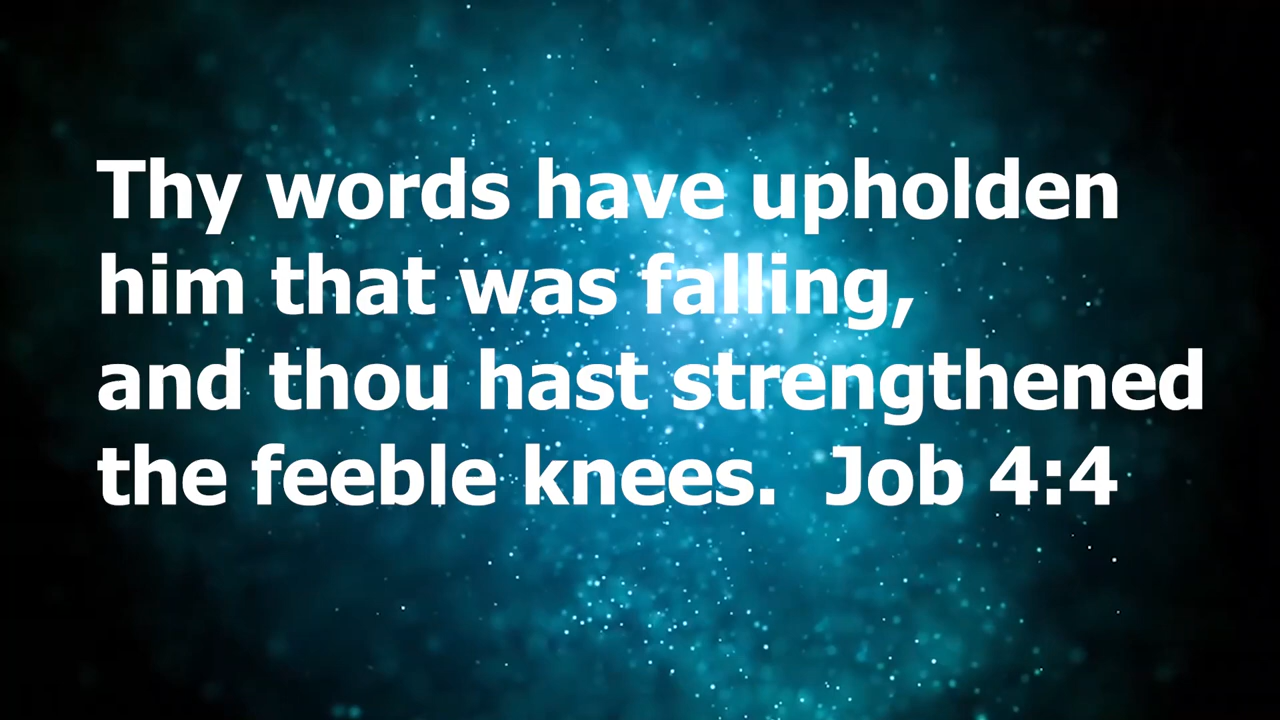 Thy words have upholden
him that was falling,
and thou hast strengthened
the feeble knees.  Job 4:4